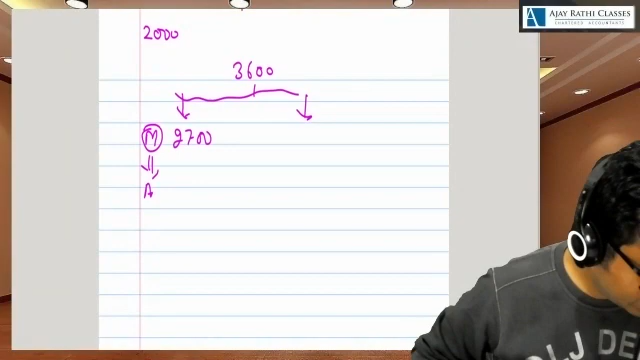 AJAY RATHI CLASSES
CHARTERED ACCOUNTANTS
2000
3600
M 2700
A